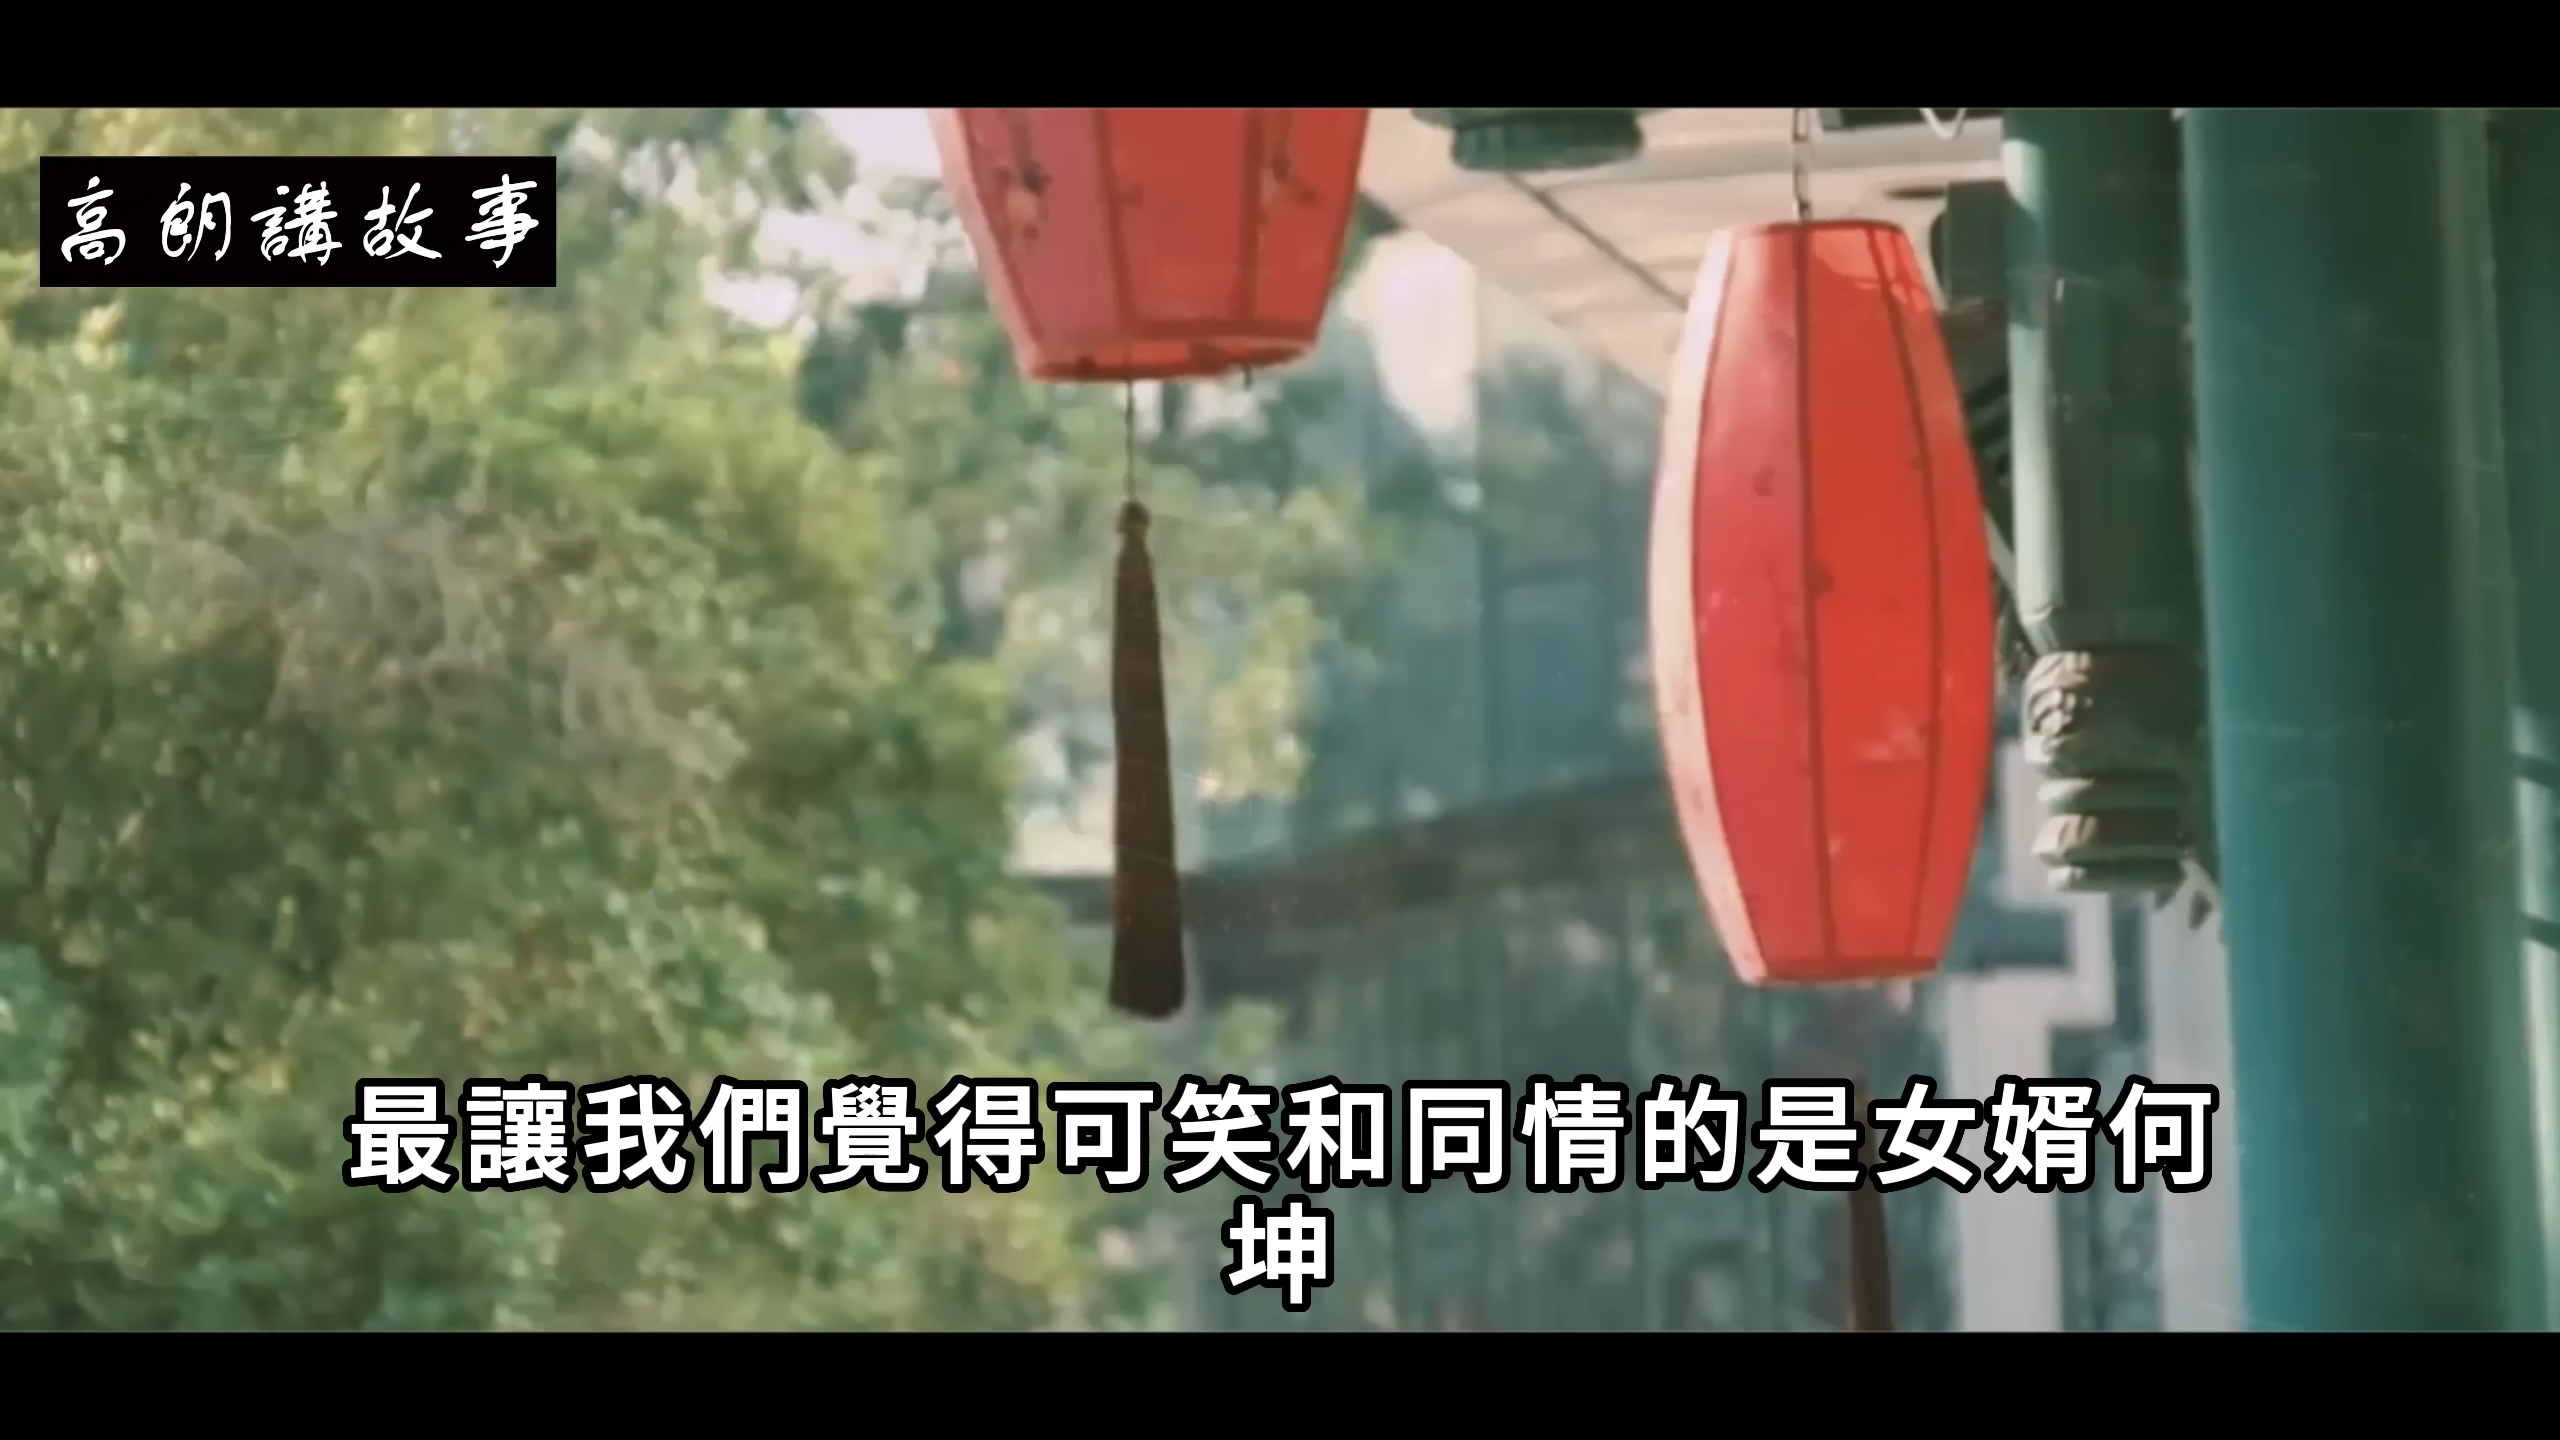 高朗講故事
最讓我們覺得可笑和同情的是女婿何
坤